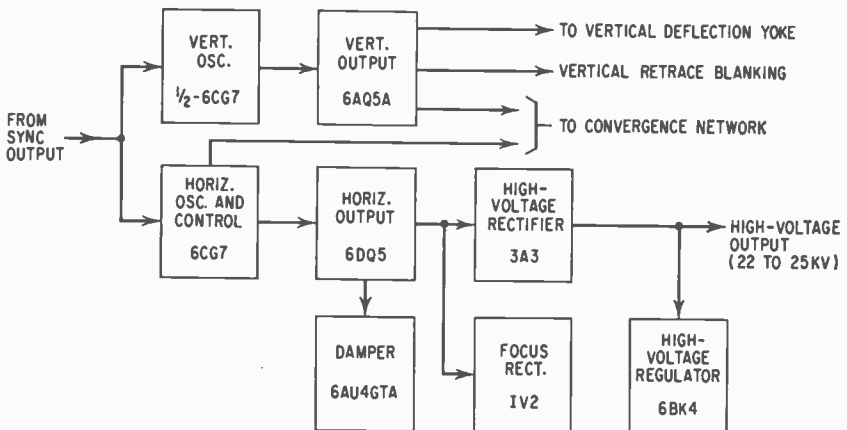 VERT.
OSC.
½-6CG7
VERT.
OUTPUT
6AQ5A
TO VERTICAL DEFLECTION YOKE
VERTICAL RETRACE BLANKING
TO CONVERGENCE NETWORK
FROM
SYNC
OUTPUT
HORIZ.
OSC. AND
CONTROL
6CG7
HORIZ.
OUTPUT
6DQ5
HIGH-
VOLTAGE
RECTIFIER
3A3
HIGH-VOLTAGE
OUTPUT
(22 TO 25KV)
DAMPER
6AU4GTA
FOCUS
RECT.
IV2
HIGH-
VOLTAGE
REGULATOR
6BK4